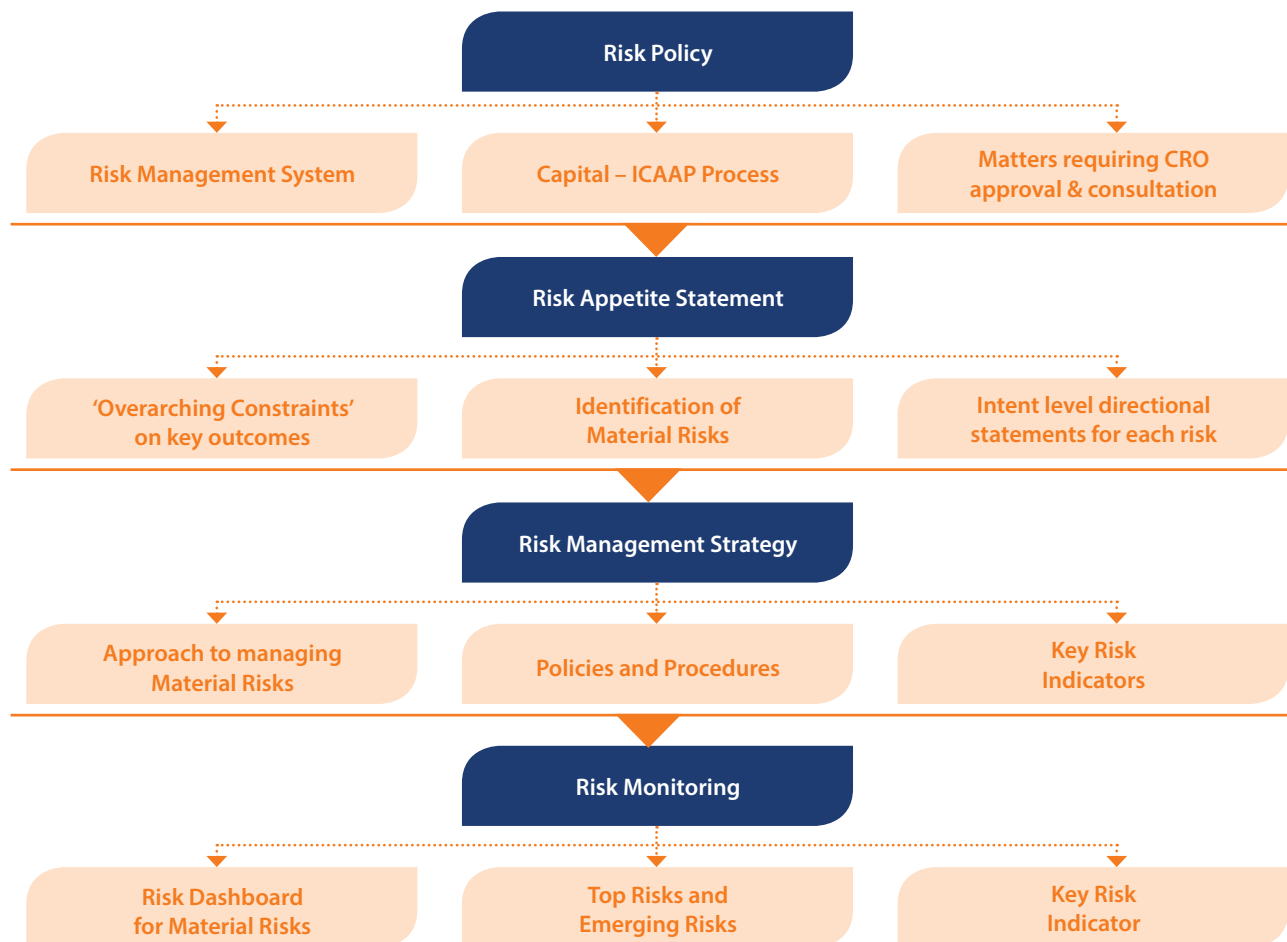 Risk Policy
Risk Management System
Capital – ICAAP Process
Matters requiring CRO
approval & consultation
Risk Appetite Statement
‘Overarching Constraints’
on key outcomes
Identification of
Material Risks
Intent level directional
statements for each risk
Risk Management Strategy
Approach to managing
Material Risks
Policies and Procedures
Key Risk
Indicators
Risk Monitoring
Risk Dashboard
for Material Risks
Top Risks and
Emerging Risks
Key Risk
Indicator